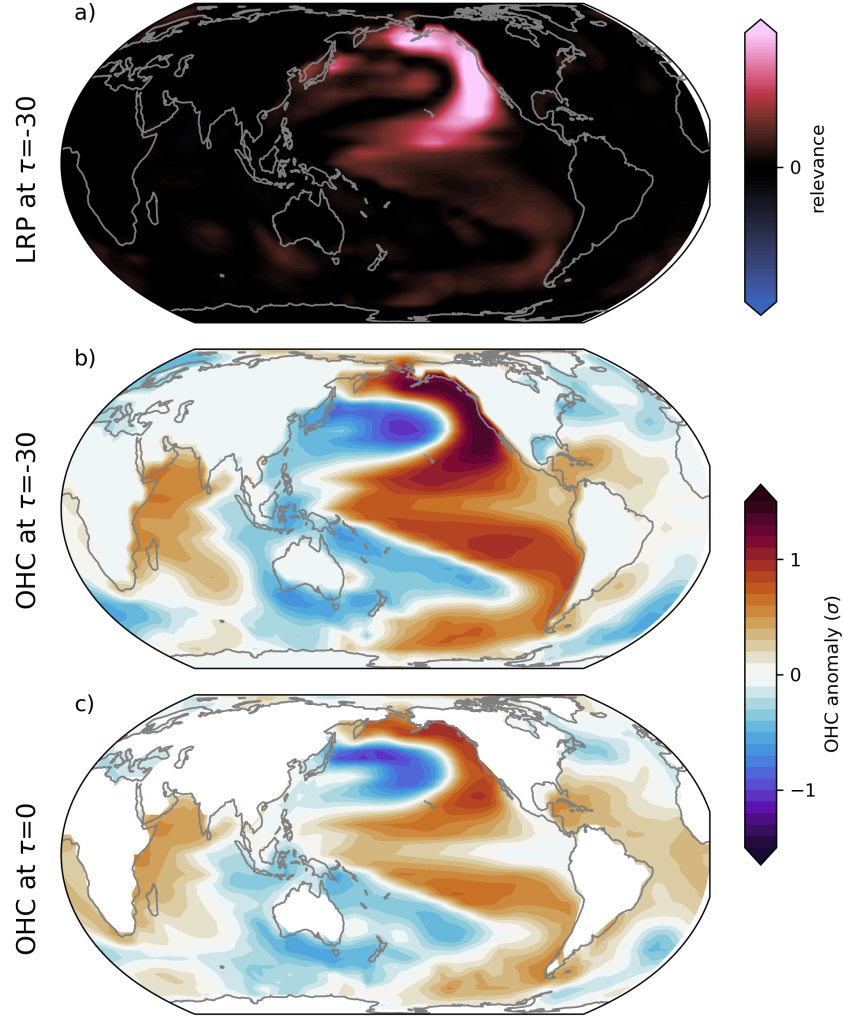 a)
LRP at τ=-30
0
relevance
b)
OHC at τ=-30
c)
OHC at τ=0
1
0
−1
OHC anomaly (σ)